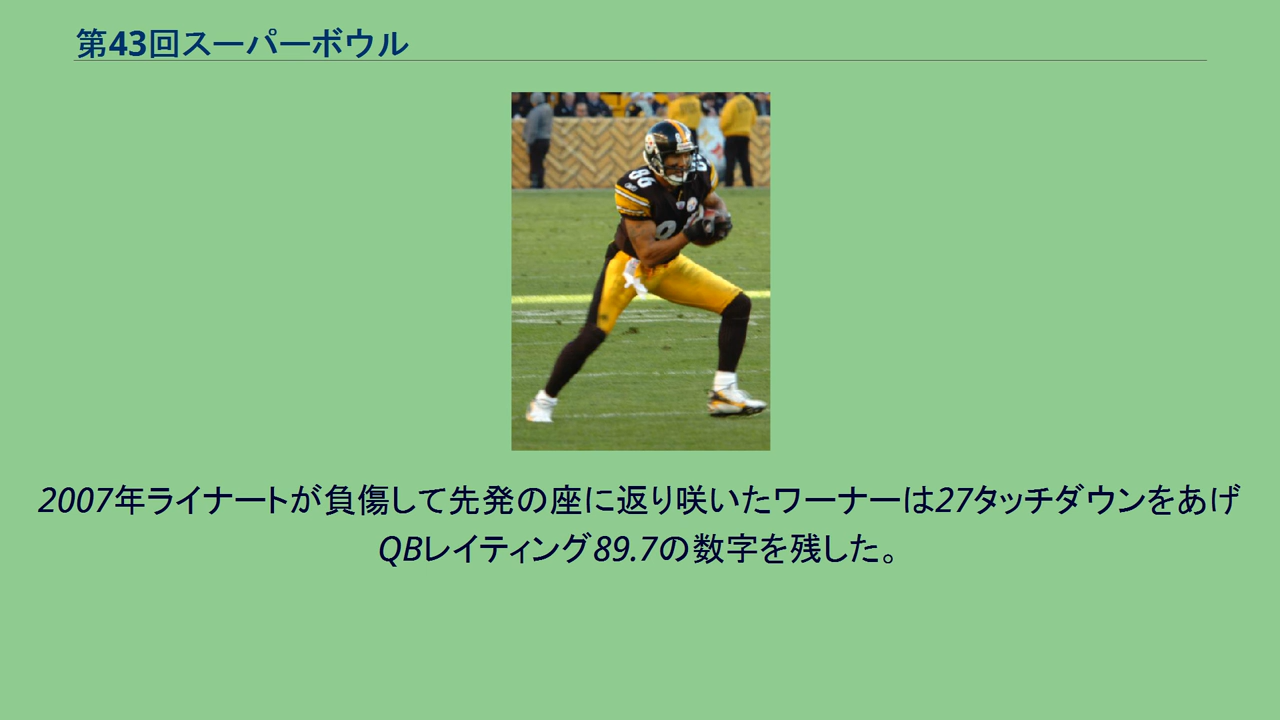 第43回スーパーボウル
86
2007年ライナートが負傷して先発の座に返り咲いたワーナーは27タッチダウンをあげ
QBレイティング89.7の数字を残した。